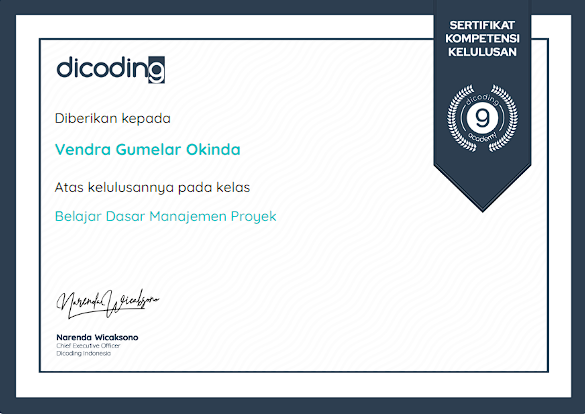 SERTIFIKAT
KOMPETENSI
KELULUSAN
dicoding
academy
9
dicoding
Diberikan kepada
Vendra Gumelar Okinda
Atas kelulusannya pada kelas
Belajar Dasar Manajemen Proyek
Narenda Wicaksono
Narenda Wicaksono
Chief Executive Officer
Dicoding Indonesia